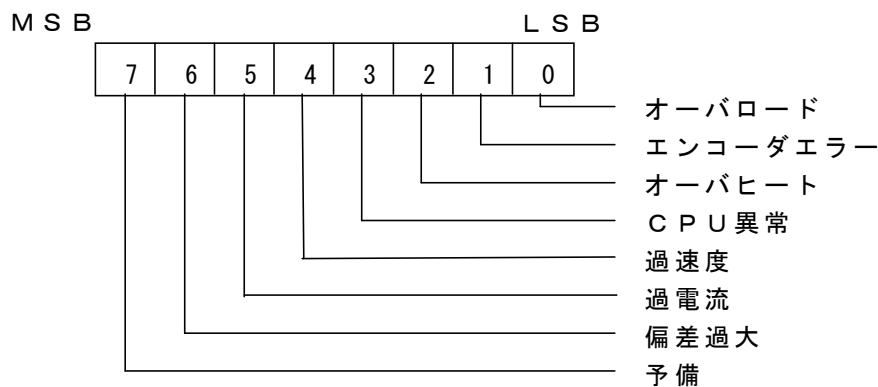 MSB LSB
7 6 5 4 3 2 1 0
オーバロード
エンコーダエラー
オーバヒート
CPU異常
過速度
過電流
偏差過大
予備